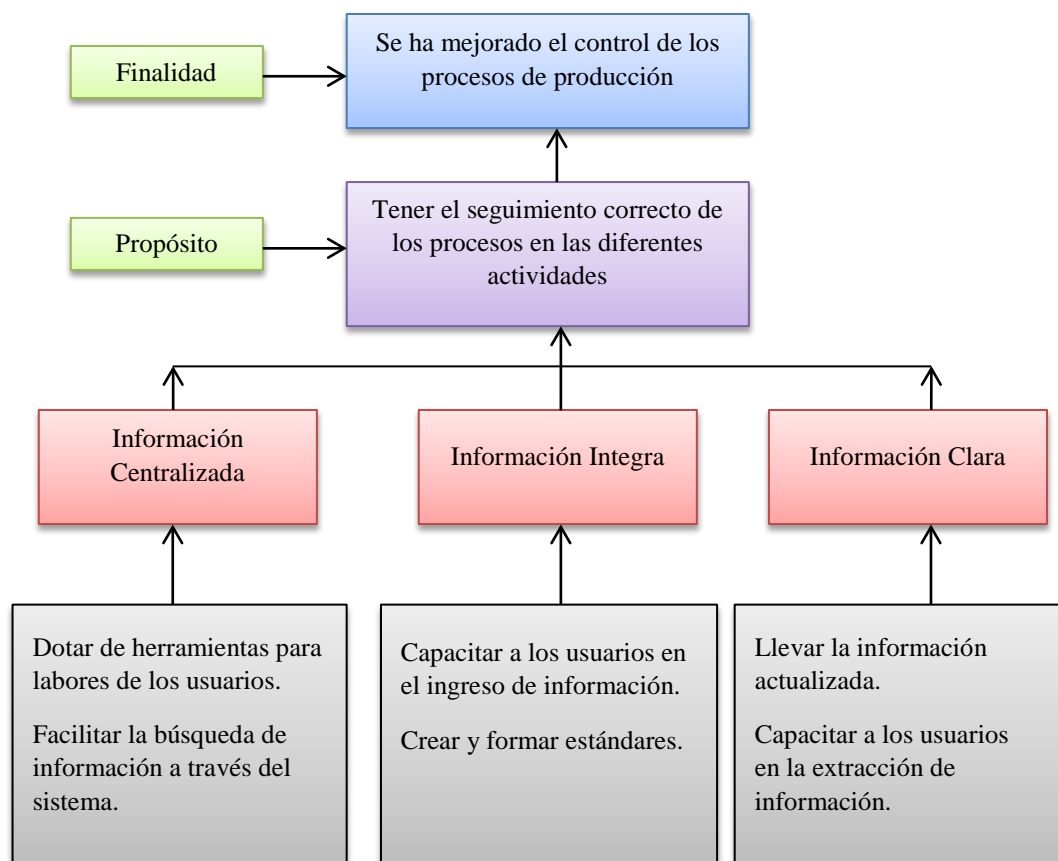 Finalidad
Se ha mejorado el control de los
procesos de producción
Propósito
Tener el seguimiento correcto de
los procesos en las diferentes
actividades
Información
Centralizada
Información Integra
Información Clara
Dotar de herramientas para
labores de los usuarios.
Facilitar la búsqueda de
información a través del
sistema.
Capacitar a los usuarios en
el ingreso de información.
Crear y formar estándares.
Llevar la información
actualizada.
Capacitar a los usuarios
en la extracción de
información.